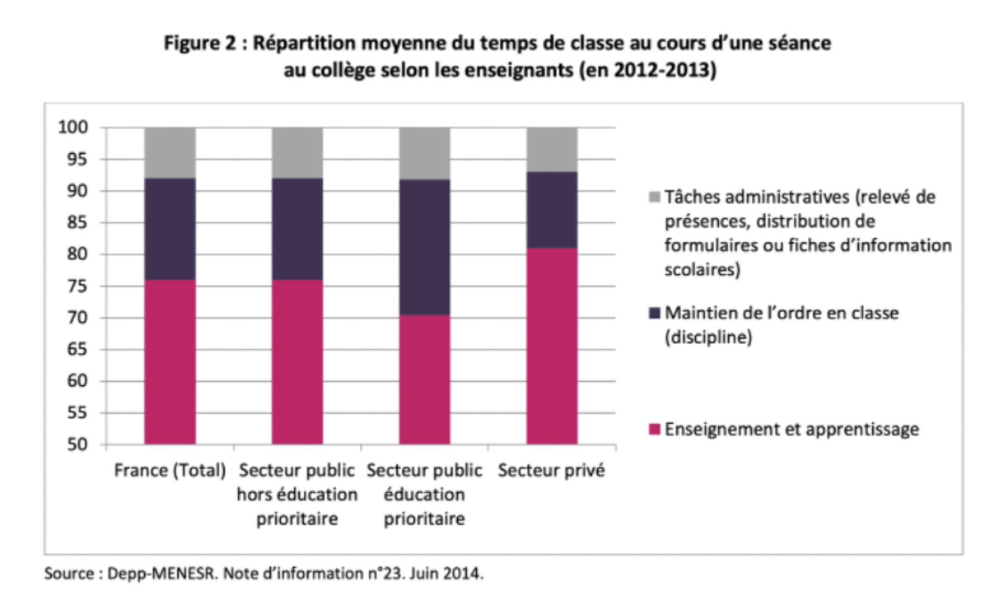 Figure 2 : Répartition moyenne du temps de classe au cours d’une séance
au collège selon les enseignants (en 2012-2013)
100
95
90
85
80
75
70
65
60
55
50
France (Total)
Secteur public
hors éducation
prioritaire
Secteur public
éducation
prioritaire
Secteur privé
Tâches administratives (relevé de
présences, distribution de
formulaires ou fiches d’information
scolaires)
Maintien de l’ordre en classe
(discipline)
Enseignement et apprentissage
Source : Depp-MENESR. Note d’information n°23. Juin 2014.